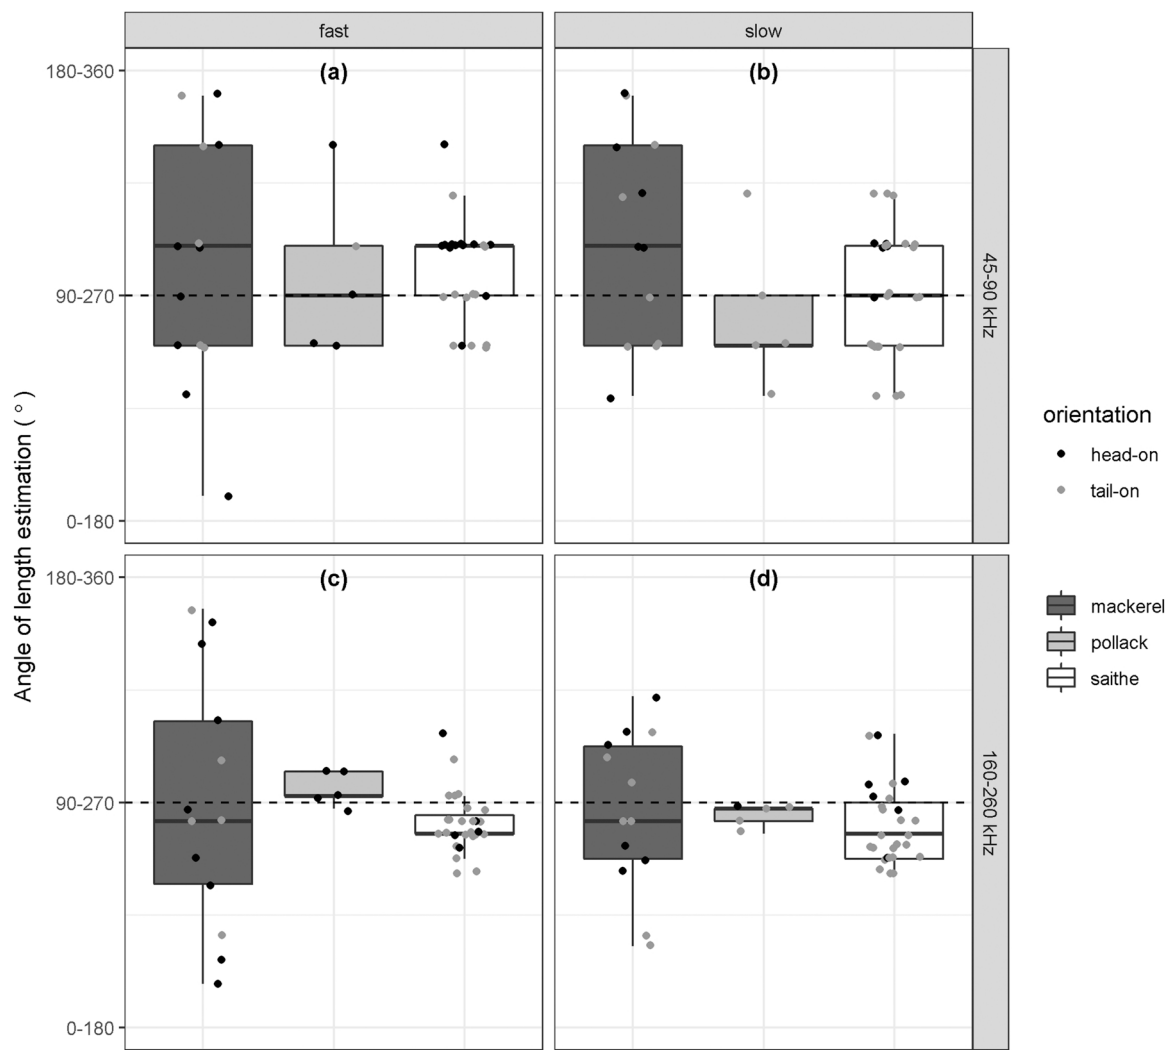 fast
slow
180-360
(a)
(b)
90-270
0-180
45-90 kHz
Angle of length estimation ( ° )
orientation
head-on
tail-on
180-360
(c)
(d)
90-270
0-180
160-260 kHz
mackerel
pollack
saithe